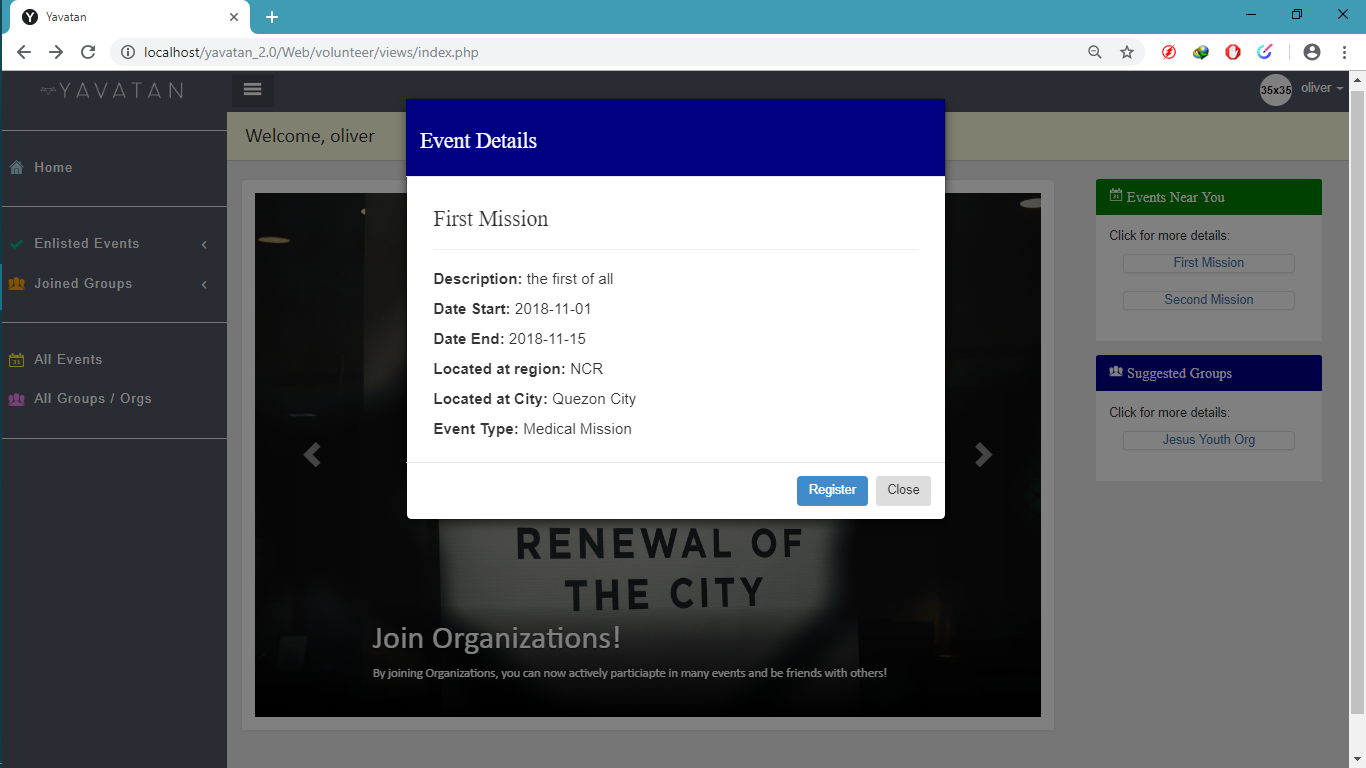 Yavatan
localhost/yavatan_2.0/Web/volunteer/views/index.php
YAVATAN
35x35
oliver
Welcome, oliver
Home
Enlisted Events
Joined Groups
All Events
All Groups / Orgs
Event Details
First Mission
Description: the first of all
Date Start: 2018-11-01
Date End: 2018-11-15
Located at region: NCR
Located at City: Quezon City
Event Type: Medical Mission
Register
Close
RENEWAL OF
THE CITY
Join Organizations!
By joining Organizations, you can now actively particiapte in many events and be friends with others!
Events Near You
Click for more details:
First Mission
Second Mission
Suggested Groups
Click for more details:
Jesus Youth Org